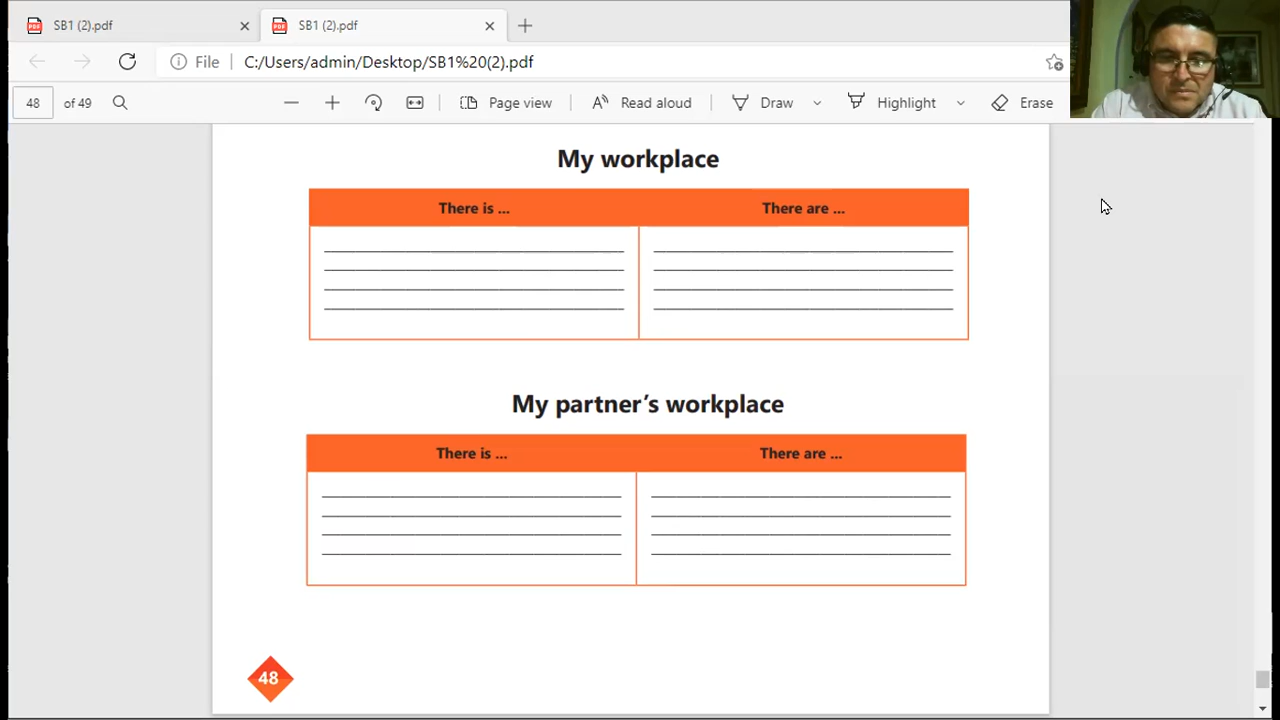 SB1 (2).pdf
SB1 (2).pdf
File
C:/Users/admin/Desktop/SB1%20(2).pdf
48 of 49
Page view
Read aloud
Draw
Highlight
Erase
My workplace
There is ...
There are ...
My partner's workplace
There is ...
There are ...
48